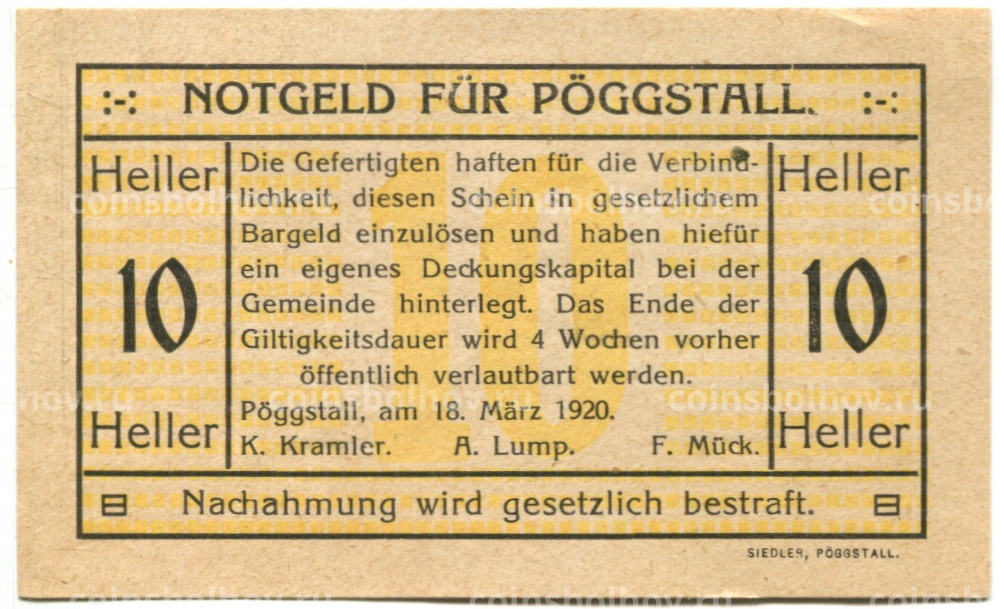 :-: NOTGELD FÜR PÖGGSTALL. :-:
Heller
10
Heller
Die Gefertigten haften für die Verbind-
lichkeit, diesen Schein in gesetzlichem
Bargeld einzulösen und haben hiefür
ein eigenes Deckungskapital bei der
Gemeinde hinterlegt. Das Ende der
Giltigkeitsdauer wird 4 Wochen vorher
öffentlich verlautbart werden.
Pöggstall, am 18. März 1920.
K. Kramler. A. Lump. F. Mück.
10
Heller
10
Heller
Nachahmung wird gesetzlich bestraft.
SIEDLER, PÖGGSTALL.
coinsbolhov.ru